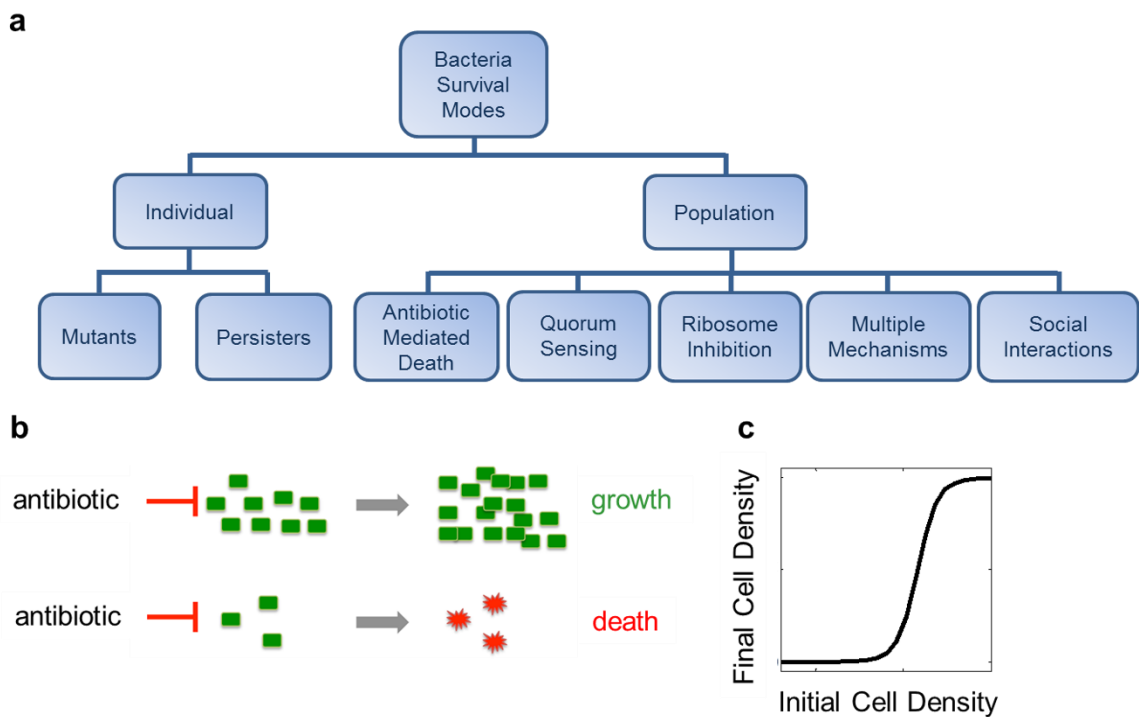 a
Bacteria
Survival
Modes
Individual
Population
Mutants
Persisters
Antibiotic
Mediated
Death
Quorum
Sensing
Ribosome
Inhibition
Multiple
Mechanisms
Social
Interactions
b
antibiotic
growth
antibiotic
death
c
Final Cell Density
Initial Cell Density